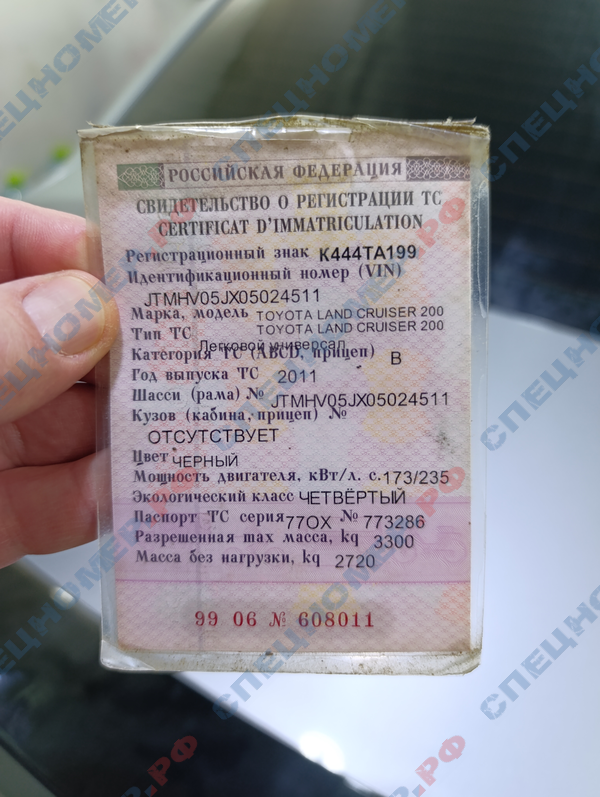 РОССИЙСКАЯ ФЕДЕРАЦИЯ
СВИДЕТЕЛЬСТВО О РЕГИСТРАЦИИ ТС
CERTIFICAT D'IMMATRICULATION
Регистрационный знак К444ТА199
Идентификационный номер (VIN)
JTMHV05JX05024511
Марка, модель TOYOTA LAND CRUISER 200
TOYOTA LAND CRUISER 200
Тип ТС Легковой универсал
Категория ТС (ABCD, прицеп) B
Год выпуска ТС 2011
Шасси (рама) № JTMHV05JX05024511
Кузов (кабина, прицеп) №
ОТСУТСТВУЕТ
Цвет ЧЕРНЫЙ
Мощность двигателя, кВт/л. с. 173/235
Экологический класс ЧЕТВЁРТЫЙ
Паспорт ТС серия 77ОХ № 773286
Разрешенная max масса, kg 3300
Масса без нагрузки, kg 2720
99 06 № 608011
СПЕЦНОМЕР.РФ